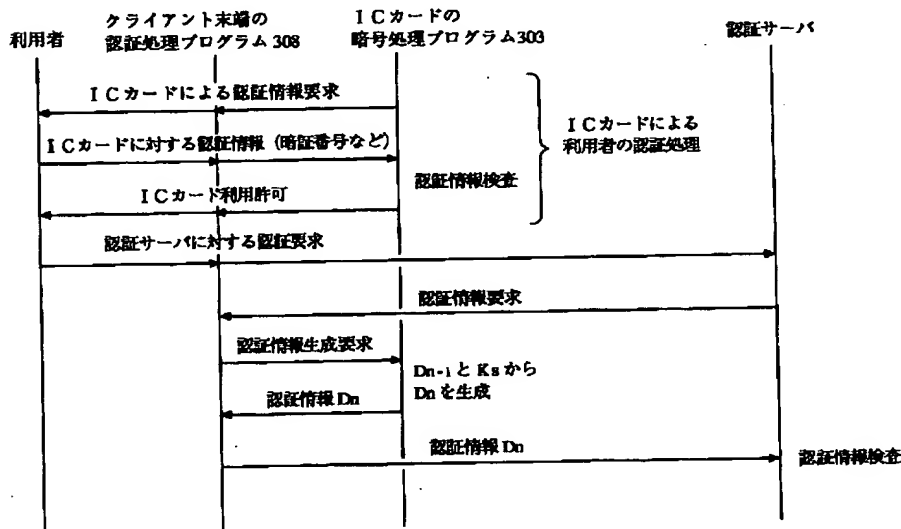 利用者
クライアント末端の
認証処理プログラム 308
ＩＣカードの
暗号処理プログラム303
認証サーバ
ＩＣカードによる認証情報要求
ＩＣカードに対する認証情報（暗証番号など）
認証情報検査
ＩＣカード利用許可
ＩＣカードによる
利用者の認証処理
認証サーバに対する認証要求
認証情報要求
認証情報生成要求
Dn-1とKsから
Dnを生成
認証情報Dn
認証情報Dn
認証情報検査